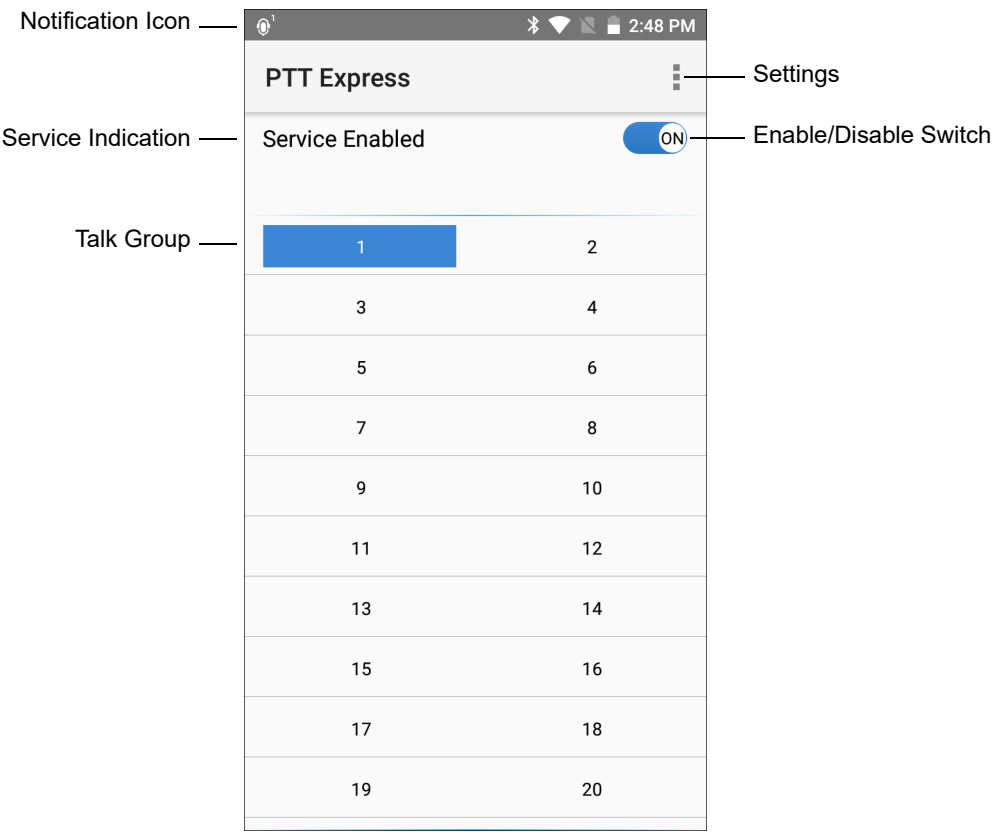 Notification Icon
1
2:48 PM
PTT Express
Settings
Service Indication
Service Enabled
ON
Enable/Disable Switch
Talk Group
1 2
3 4
5 6
7 8
9 10
11 12
13 14
15 16
17 18
19 20